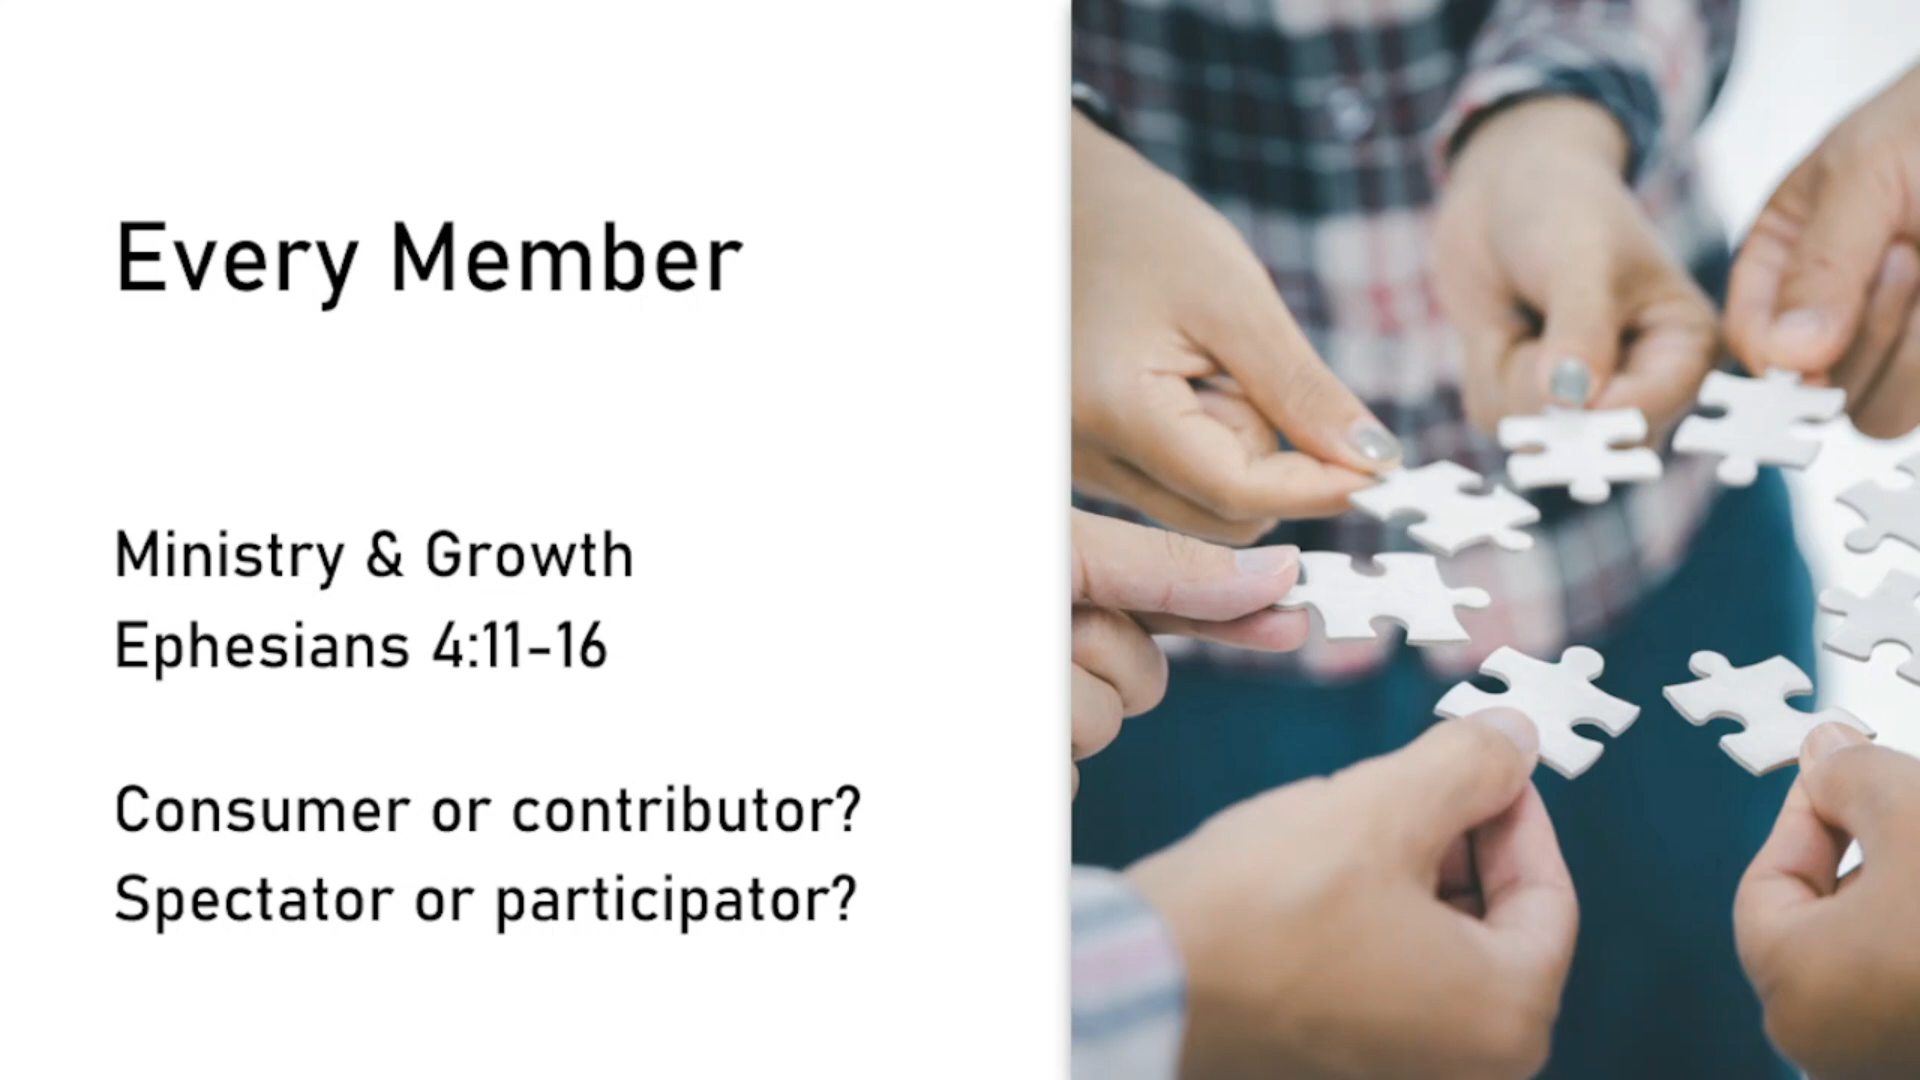 Every Member
Ministry & Growth
Ephesians 4:11-16
Consumer or contributor?
Spectator or participator?